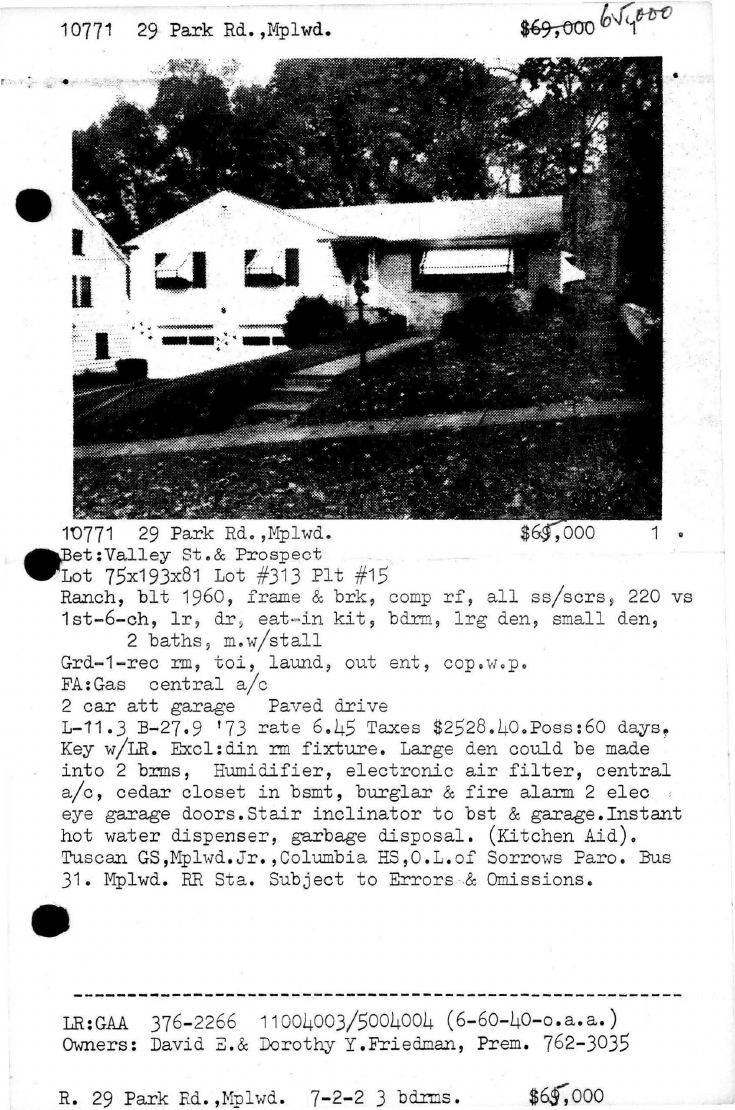 10771 29 Park Rd.,Mplwd. $69,000 65,000 1
10771 29 Park Rd.,Mplwd. $65,000 1
Bet:Valley St.& Prospect
Lot 75x193x81 Lot #313 Plt #15
Ranch, blt 1960, frame & brk, comp rf, all ss/scrs, 220 vs
1st-6-ch, lr, dr, eat-in kit, bdrm, lrg den, small den,
2 baths, m.w/stall
Grd-1-rec rm, toi, laund, out ent, cop.w.p.
FA:Gas central a/c
2 car att garage Paved drive
L-11.3 B-27.9 '73 rate 6.45 Taxes $2528.40.Poss:60 days.
Key w/LR. Excl:din rm fixture. Large den could be made
into 2 brms, Humidifier, electronic air filter, central
a/c, cedar closet in bsmt, burglar & fire alarm 2 elec
eye garage doors.Stair inclinator to bst & garage.Instant
hot water dispenser, garbage disposal. (Kitchen Aid).
Tuscan GS,Mplwd.Jr.,Columbia HS,O.L.of Sorrows Paro. Bus
31. Mplwd. RR Sta. Subject to Errors & Omissions.
LR:GAA 376-2266 11004003/5004004 (6-60-40-o.a.a.)
Owners: David E.& Dorothy Y.Friedman, Prem. 762-3035
R. 29 Park Rd.,Mplwd. 7-2-2 3 bdrms. $65,000